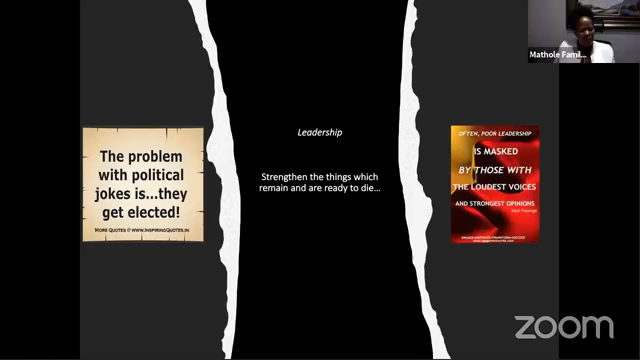 Mathole Famil...
Leadership
Strengthen the things which
remain and are ready to die...
The problem
with political
jokes is...they
get elected!
MORE QUOTES @ WWW.INSPIRINGQUOTES.IN
OFTEN, POOR LEADERSHIP
IS MASKED
BY THOSE WITH
THE LOUDEST VOICES
AND STRONGEST OPINIONS
zoom